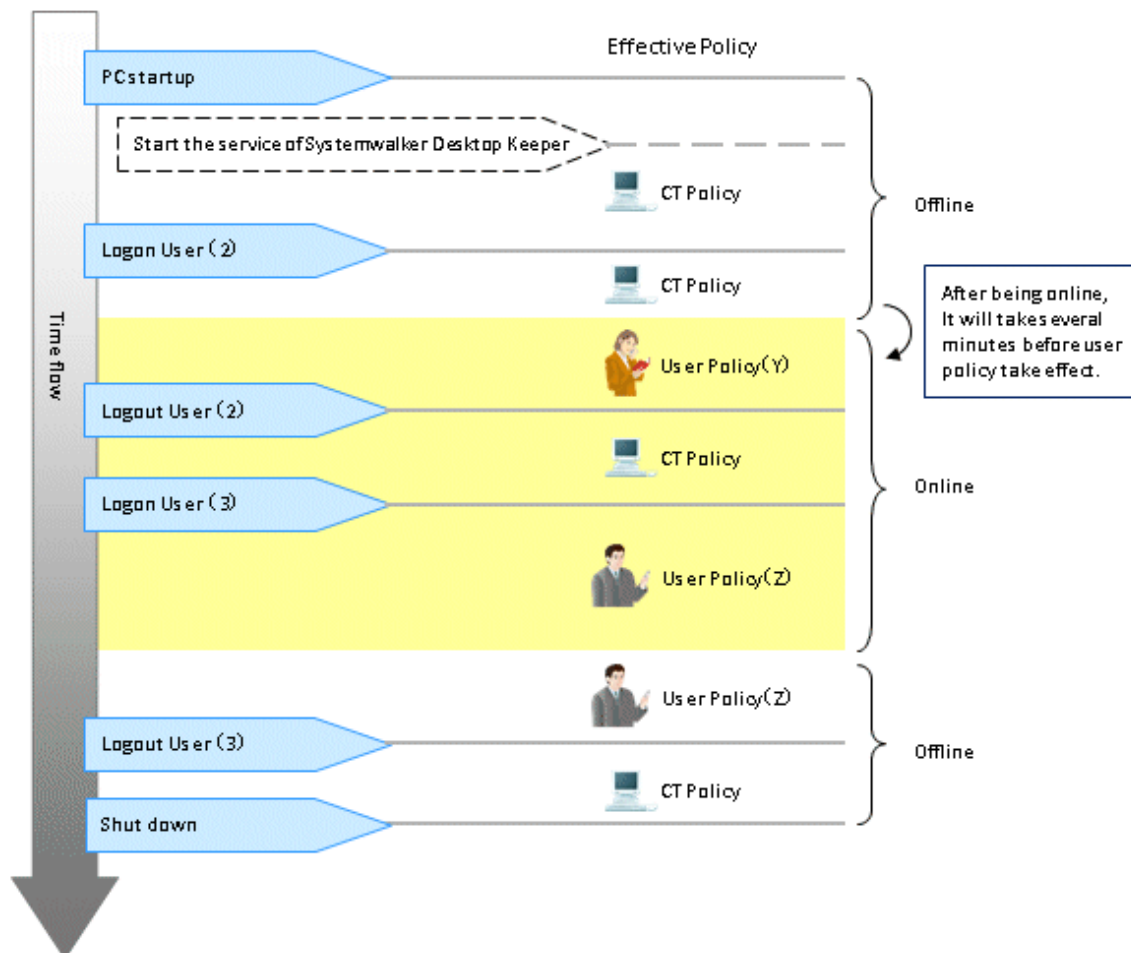 Effective Policy
PC startup
Start the service of Systemwalker Desktop Keeper
CT Policy
Offline
Logon User (2)
CT Policy
After being online,
It will takes several
minutes before user
policy take effect.
Time flow
User Policy(Y)
Logout User (2)
CT Policy
Online
Logon User (3)
User Policy(Z)
User Policy(Z)
Logout User (3)
Offline
CT Policy
Shut down